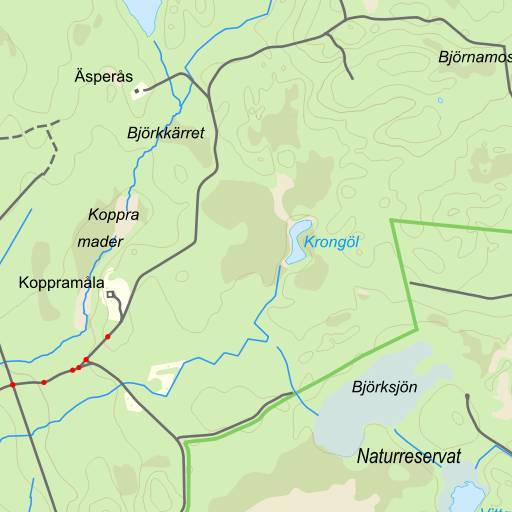 Björnamos
Äsperås
Björkkärret
Koppra
mader
Krongöl
Koppramåla
Björksjön
Naturreservat